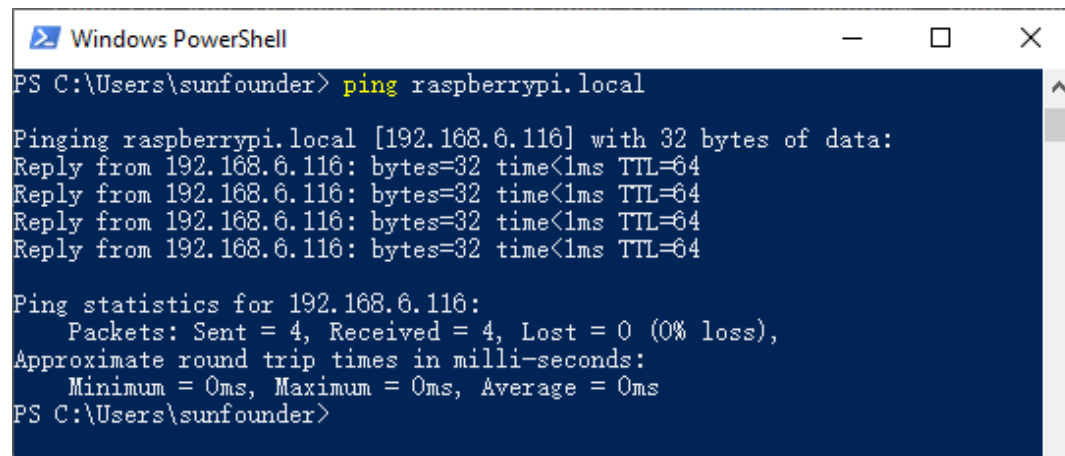 Windows PowerShell
PS C:\Users\sunfounder> ping raspberrypi.local
Pinging raspberrypi.local [192.168.6.116] with 32 bytes of data:
Reply from 192.168.6.116: bytes=32 time<1ms TTL=64
Reply from 192.168.6.116: bytes=32 time<1ms TTL=64
Reply from 192.168.6.116: bytes=32 time<1ms TTL=64
Reply from 192.168.6.116: bytes=32 time<1ms TTL=64
Ping statistics for 192.168.6.116:
    Packets: Sent = 4, Received = 4, Lost = 0 (0% loss),
Approximate round trip times in milli-seconds:
    Minimum = 0ms, Maximum = 0ms, Average = 0ms
PS C:\Users\sunfounder>